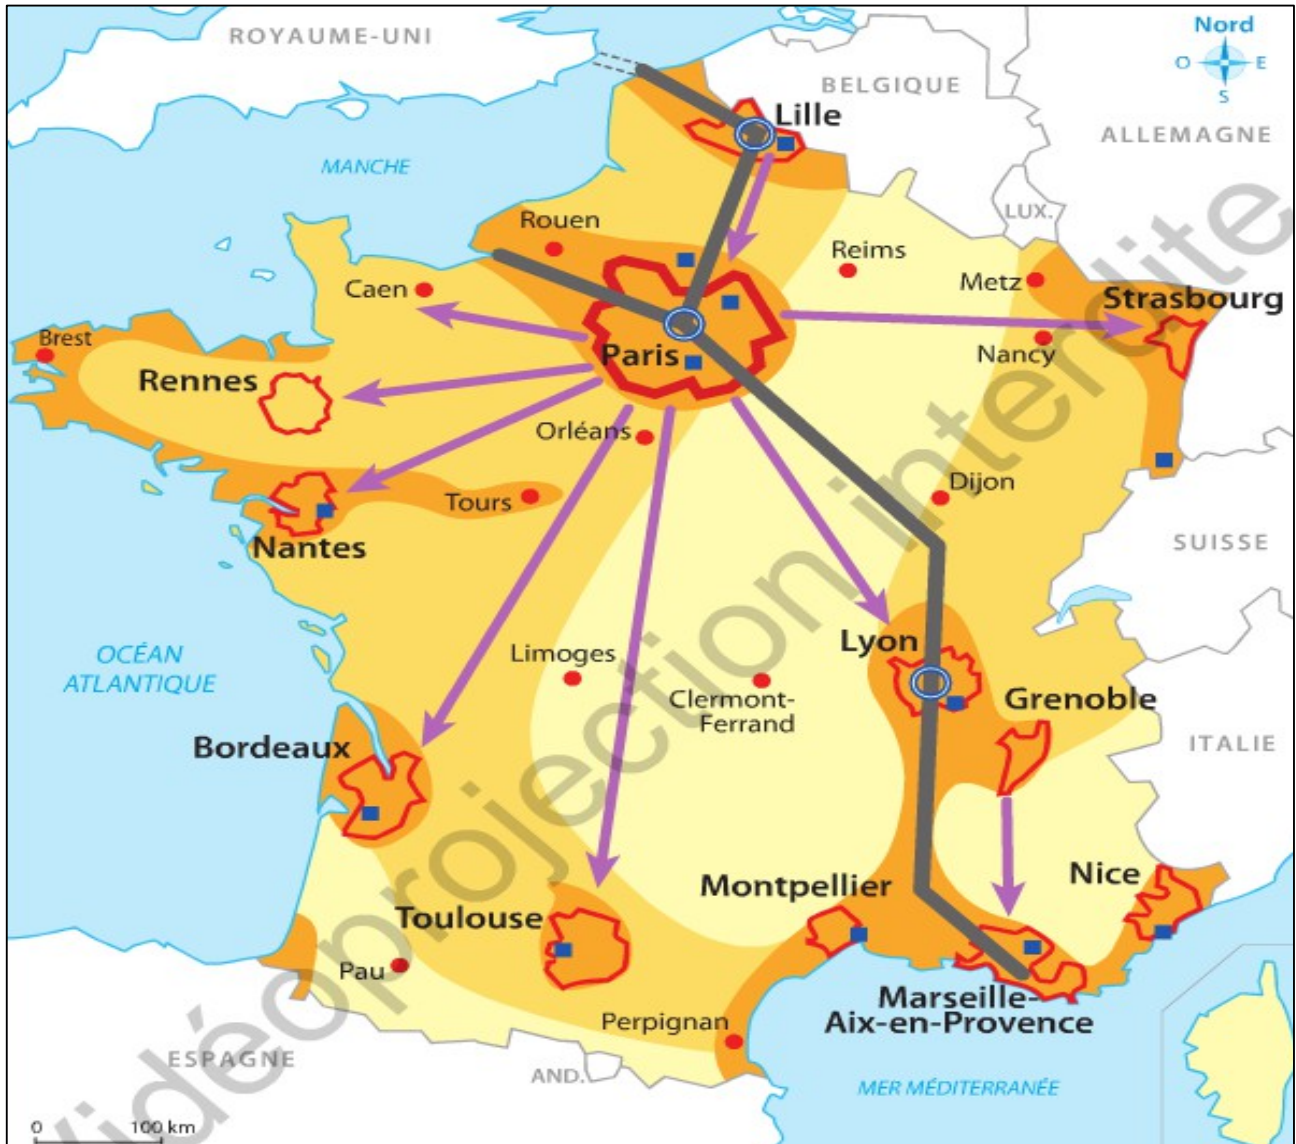 Nord
ROYAUME-UNI
O
E
S
BELGIQUE
Lille
ALLEMAGNE
MANCHE
LUX.
Rouen
Reims
Metz
Caen
Strasbourg
Brest
Paris
Nancy
Rennes
Orléans
Dijon
Tours
Nantes
SUISSE
OCÉAN
ATLANTIQUE
Limoges
Lyon
Clermont-
Ferrand
Grenoble
Bordeaux
ITALIE
Montpellier
Nice
Toulouse
Pau
Marseille-
Aix-en-Provence
Perpignan
ESPAGNE
AND.
MER MÉDITERRANÉE
0
100 km
Vidéoprojection interdite